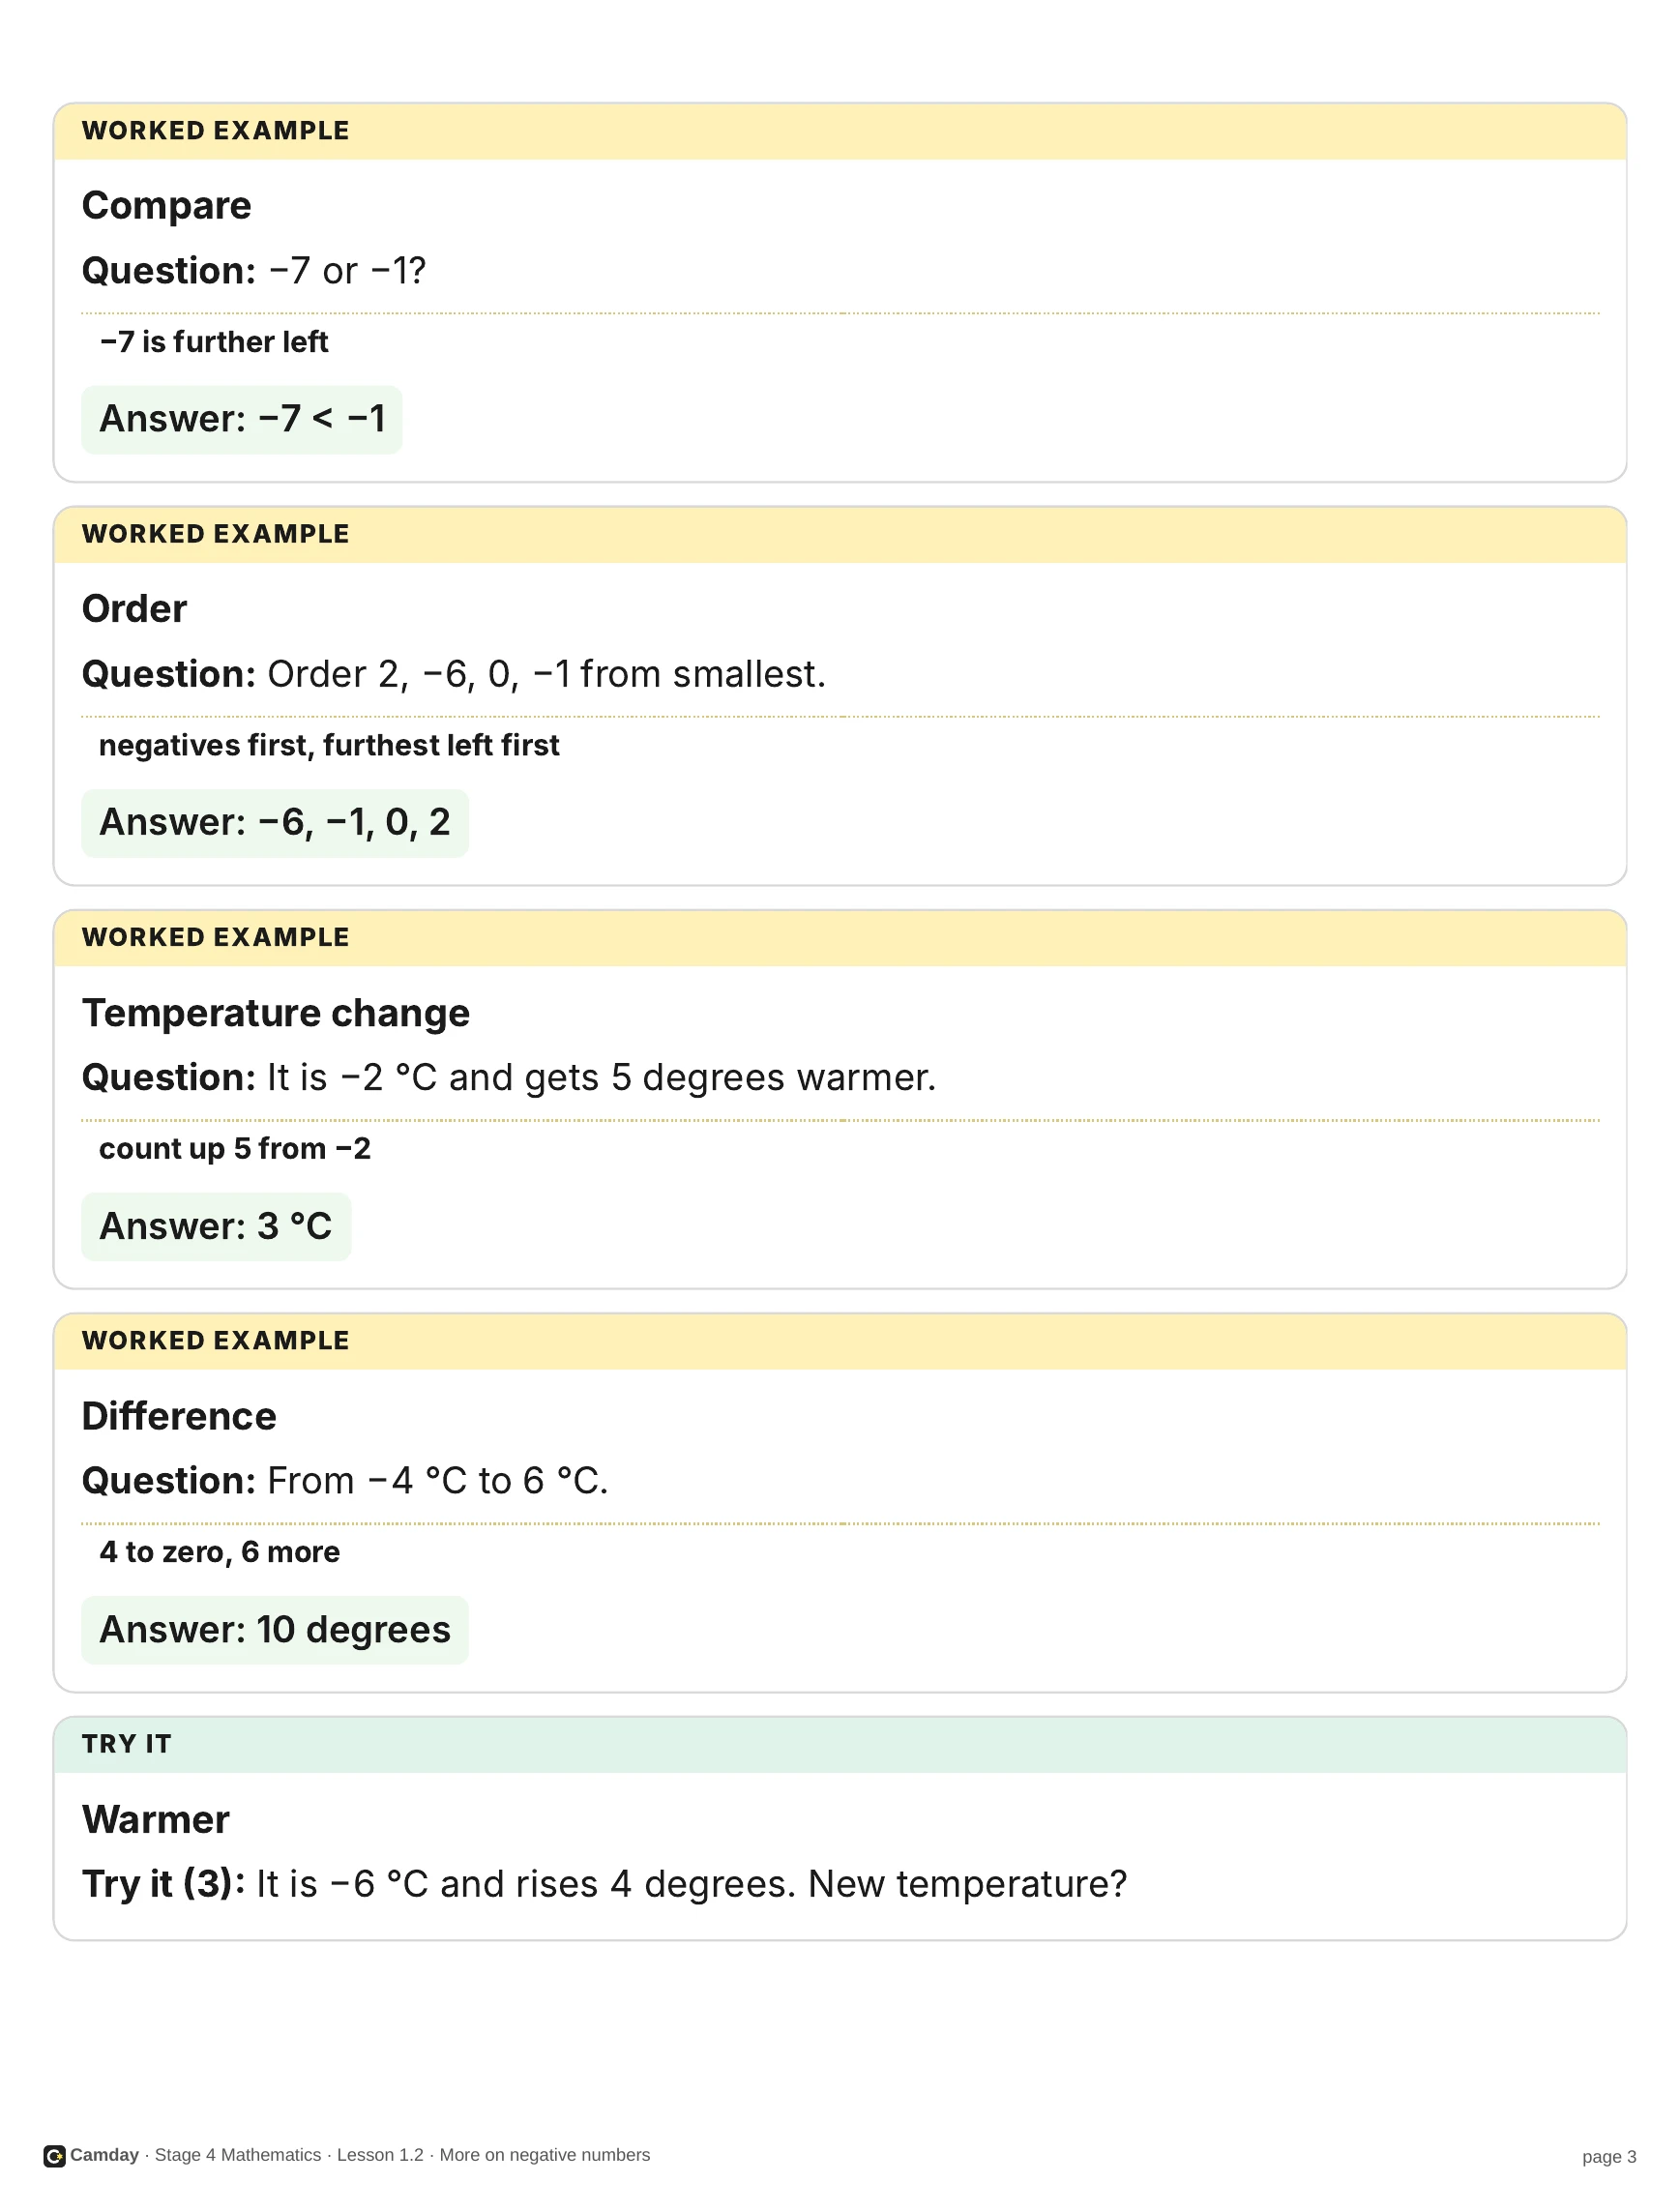 WORKED EXAMPLE
Compare
Question: −7 or −1?
−7 is further left
Answer: −7 < −1
WORKED EXAMPLE
Order
Question: Order 2, −6, 0, −1 from smallest.
negatives first, furthest left first
Answer: −6, −1, 0, 2
WORKED EXAMPLE
Temperature change
Question: It is −2 °C and gets 5 degrees warmer.
count up 5 from −2
Answer: 3 °C
WORKED EXAMPLE
Difference
Question: From −4 °C to 6 °C.
4 to zero, 6 more
Answer: 10 degrees
TRY IT
Warmer
Try it (3): It is −6 °C and rises 4 degrees. New temperature?
Camday · Stage 4 Mathematics · Lesson 1.2 · More on negative numbers
page 3